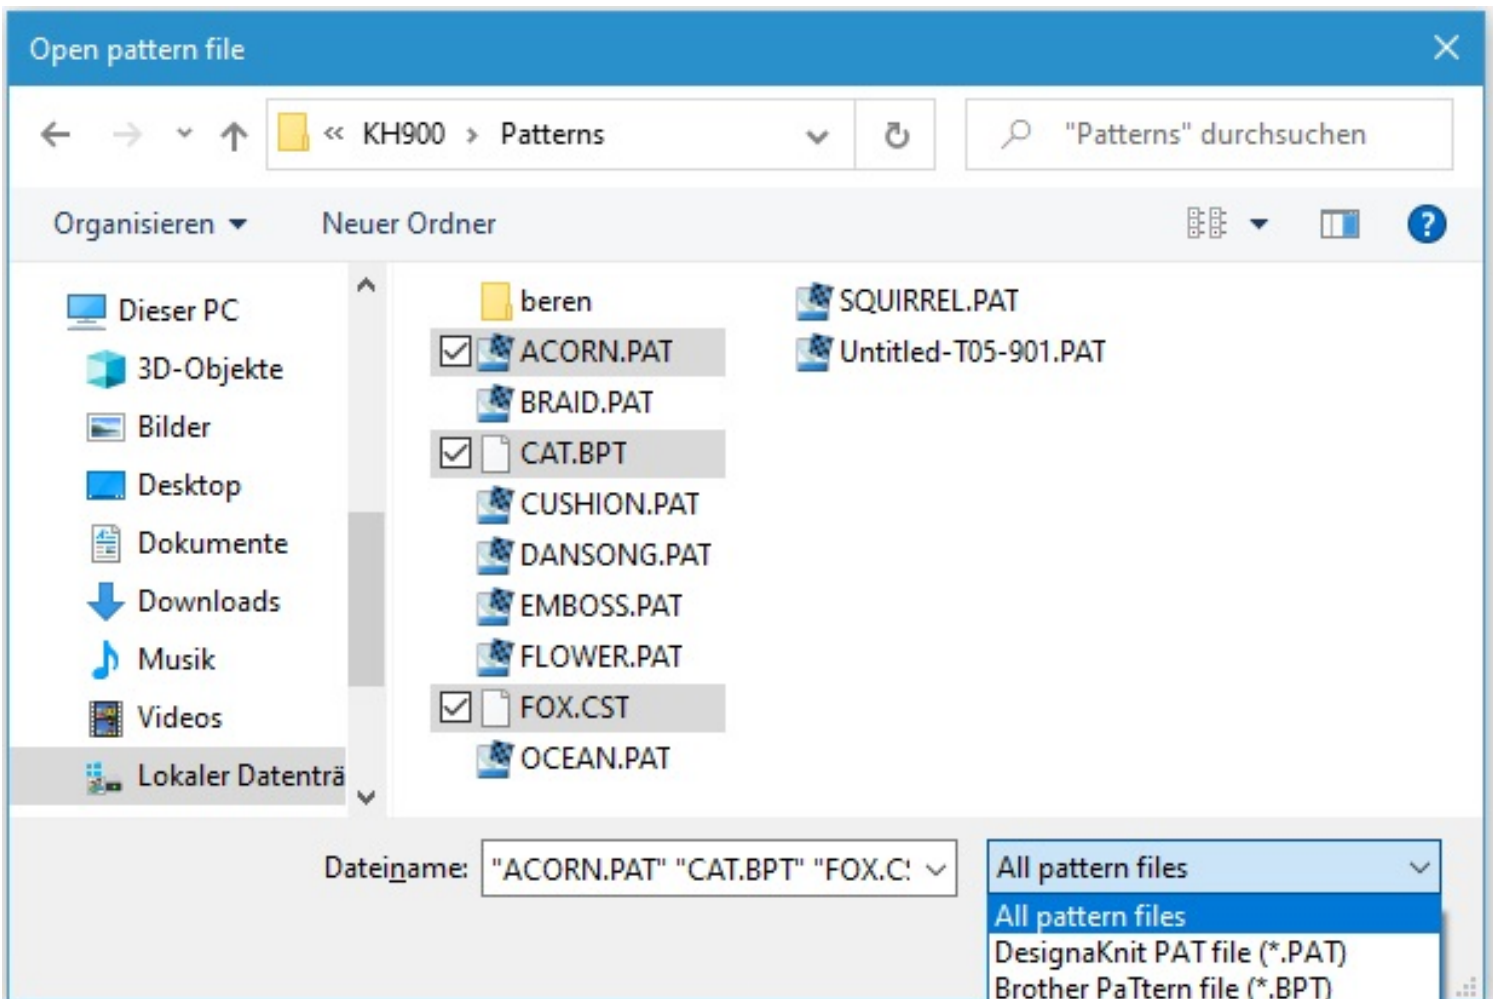 Open pattern file
« KH900 > Patterns
"Patterns" durchsuchen
Organisieren
Neuer Ordner
Dieser PC
3D-Objekte
Bilder
Desktop
Dokumente
Downloads
Musik
Videos
Lokaler Datenträ
beren
ACORN.PAT
BRAID.PAT
CAT.BPT
CUSHION.PAT
DANSONG.PAT
EMBOSS.PAT
FLOWER.PAT
FOX.CST
OCEAN.PAT
SQUIRREL.PAT
Untitled-T05-901.PAT
Dateiname:
"ACORN.PAT" "CAT.BPT" "FOX.C
All pattern files
All pattern files
DesignaKnit PAT file (*.PAT)
Brother PaTtern file (*.BPT)